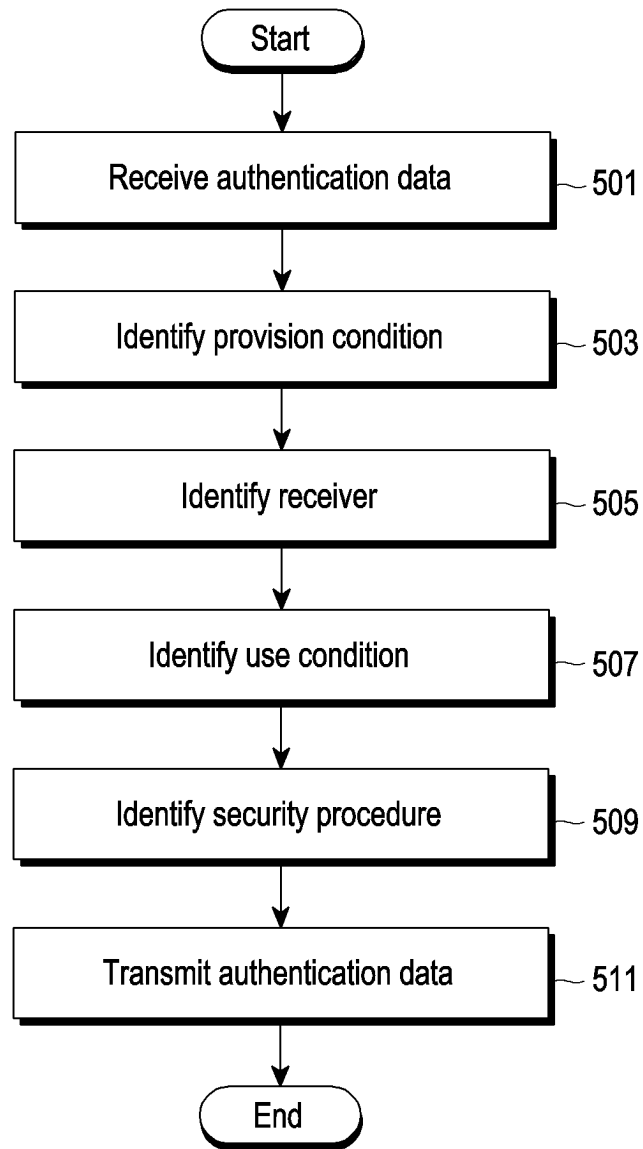 Start
Receive authentication data
501
Identify provision condition
503
Identify receiver
505
Identify use condition
507
Identify security procedure
509
Transmit authentication data
511
End